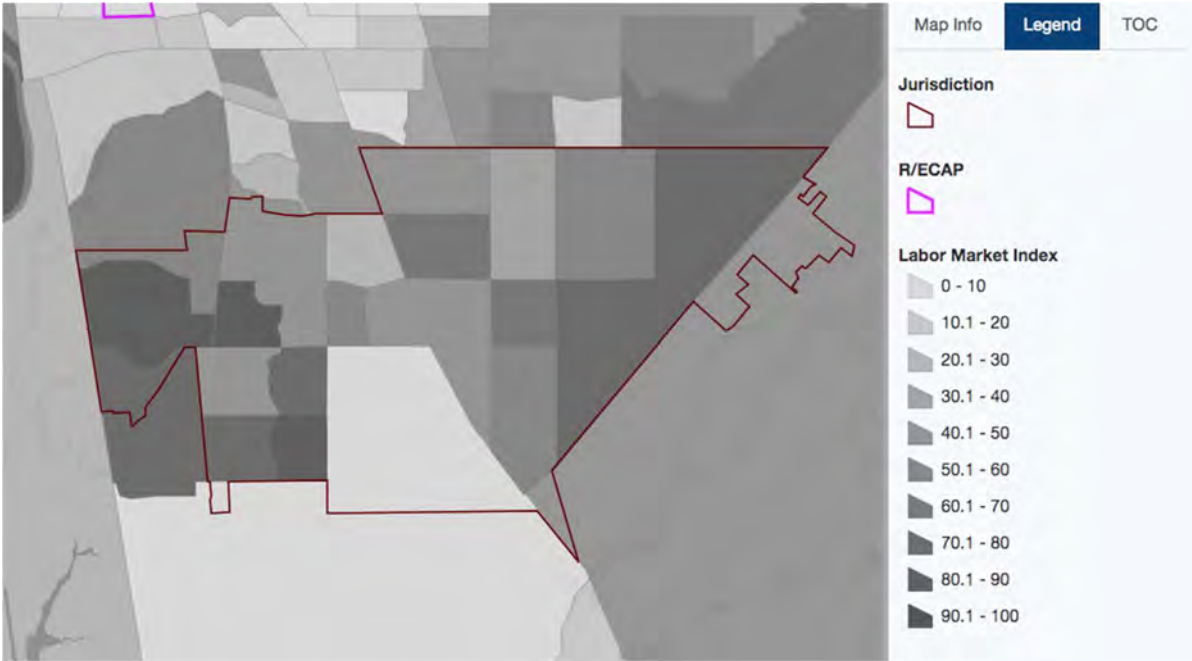 Map Info Legend TOC
Jurisdiction
R/ECAP
Labor Market Index
0 - 10
10.1 - 20
20.1 - 30
30.1 - 40
40.1 - 50
50.1 - 60
60.1 - 70
70.1 - 80
80.1 - 90
90.1 - 100